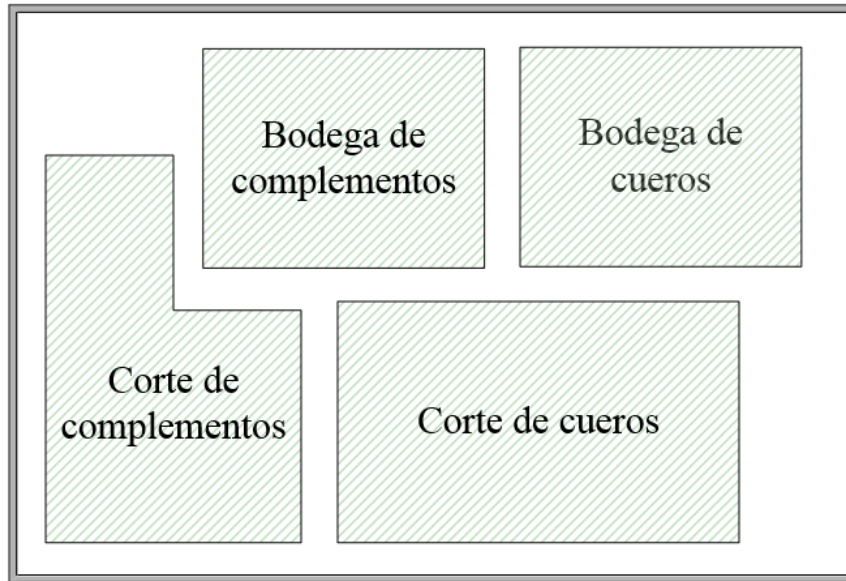 Bodega de
complementos
Bodega de
cueros
Corte de
complementos
Corte de cueros